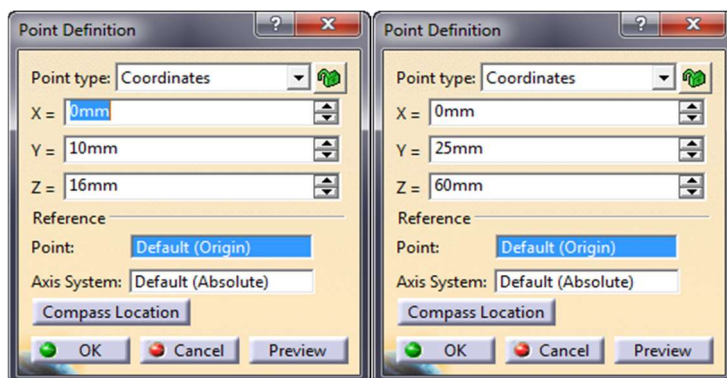 Point Definition
?
X
Point type: Coordinates
X = 0mm
Y = 10mm
Z = 16mm
Reference
Point: Default (Origin)
Axis System: Default (Absolute)
Compass Location
OK Cancel Preview
Point Definition
?
X
Point type: Coordinates
X = 0mm
Y = 25mm
Z = 60mm
Reference
Point: Default (Origin)
Axis System: Default (Absolute)
Compass Location
OK Cancel Preview